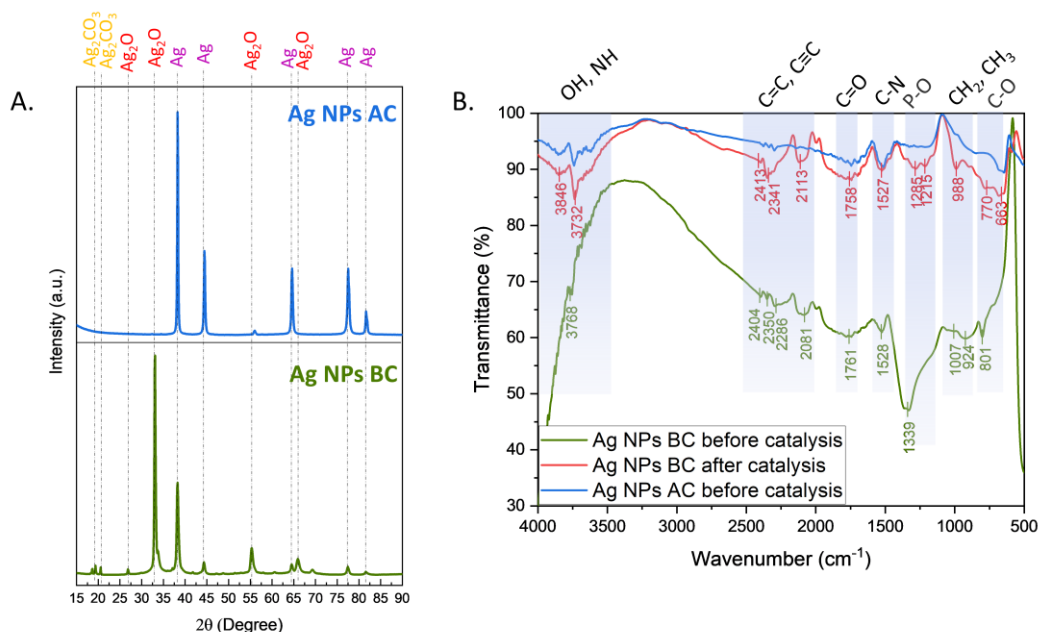 A.
Ag₂CO₃
Ag₂CO₃
Ag₂O
Ag₂O
Ag
Ag
Ag₂O
Ag
Ag₂O
Ag
Ag
Ag NPs AC
Ag NPs BC
Intensity (a.u.)
15 20 25 30 35 40 45 50 55 60 65 70 75 80 85 90
2θ (Degree)
B.
OH, NH
C=C, C≡C
C=O
C-N
P-O
CH₂, CH₃
C-O
100
90
80
70
60
50
40
30
Transmittance (%)
3846
3732
2413
2341
2113
1758
1527
1285
1215
988
770
663
3768
2404
2350
2286
2081
1761
1528
1339
1007
924
801
Ag NPs BC before catalysis
Ag NPs BC after catalysis
Ag NPs AC before catalysis
4000 3500 3000 2500 2000 1500 1000 500
Wavenumber (cm⁻¹)